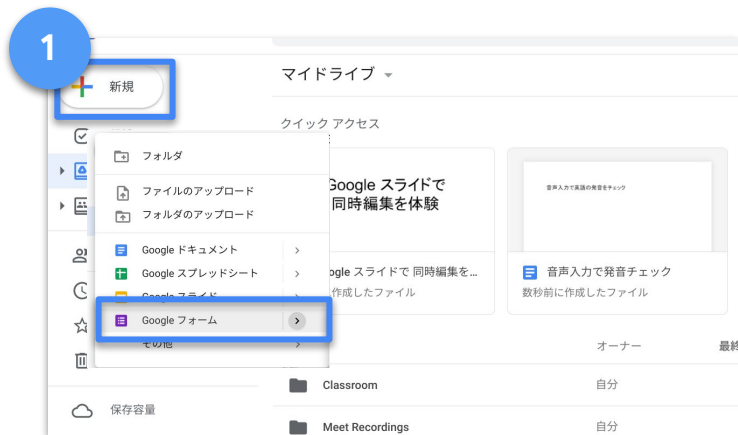 1
新規
マイドライブ
クイック アクセス
フォルダ
ファイルのアップロード
フォルダのアップロード
Google ドキュメント
Google スプレッドシート
Google スライド
Google フォーム
その他
Google スライドで
同時編集を体験
ogle スライドで 同時編集を...
作成したファイル
音声入力で英語の発音をチェック
音声入力で発音チェック
数秒前に作成したファイル
オーナー
最終
Classroom
自分
Meet Recordings
自分
保存容量